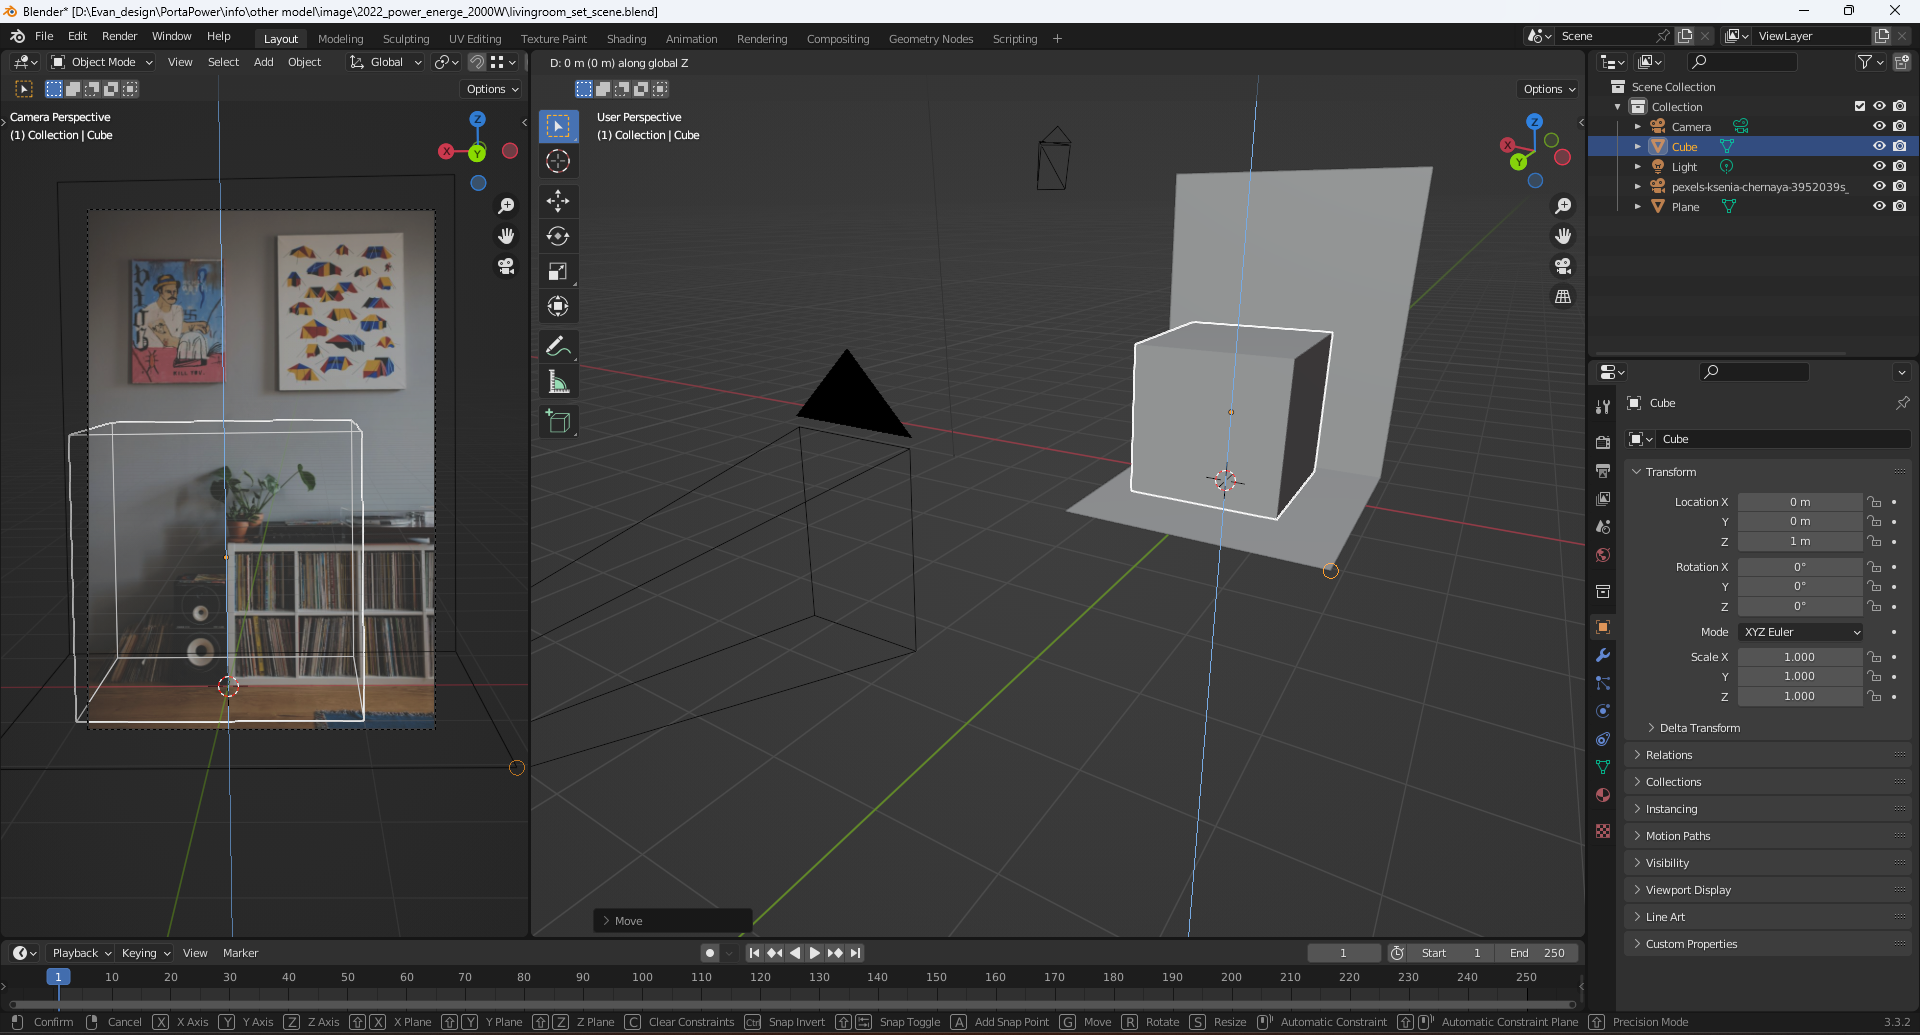 Blender* [D:\Evan_design\PortaPower\info\other model\image\2022_power_energe_2000W\livingroom_set_scene.blend]
File Edit Render Window Help Layout Modeling Sculpting UV Editing Texture Paint Shading Animation Rendering Compositing Geometry Nodes Scripting + Scene ViewLayer
Object Mode View Select Add Object Global
D: 0 m (0 m) along global Z
Options
Options
Camera Perspective
(1) Collection | Cube
User Perspective
(1) Collection | Cube
Z
X
Y
Z
X
Y
KILL TRY.
Move
Scene Collection
Collection
Camera
Cube
Light
pexels-ksenia-chernaya-3952039s_
Plane
Cube
Cube
Transform
Location X 0 m
Y 0 m
Z 1 m
Rotation X 0°
Y 0°
Z 0°
Mode XYZ Euler
Scale X 1.000
Y 1.000
Z 1.000
Delta Transform
Relations
Collections
Instancing
Motion Paths
Visibility
Viewport Display
Line Art
Custom Properties
Playback Keying View Marker 1 Start 1 End 250
1 10 20 30 40 50 60 70 80 90 100 110 120 130 140 150 160 170 180 190 200 210 220 230 240 250
Confirm Cancel X X Axis Y Y Axis Z Z Axis X X Plane Y Y Plane Z Z Plane C Clear Constraints Ctrl Snap Invert Snap Toggle A Add Snap Point G Move R Rotate S Resize Automatic Constraint Automatic Constraint Plane Precision Mode 3.3.2